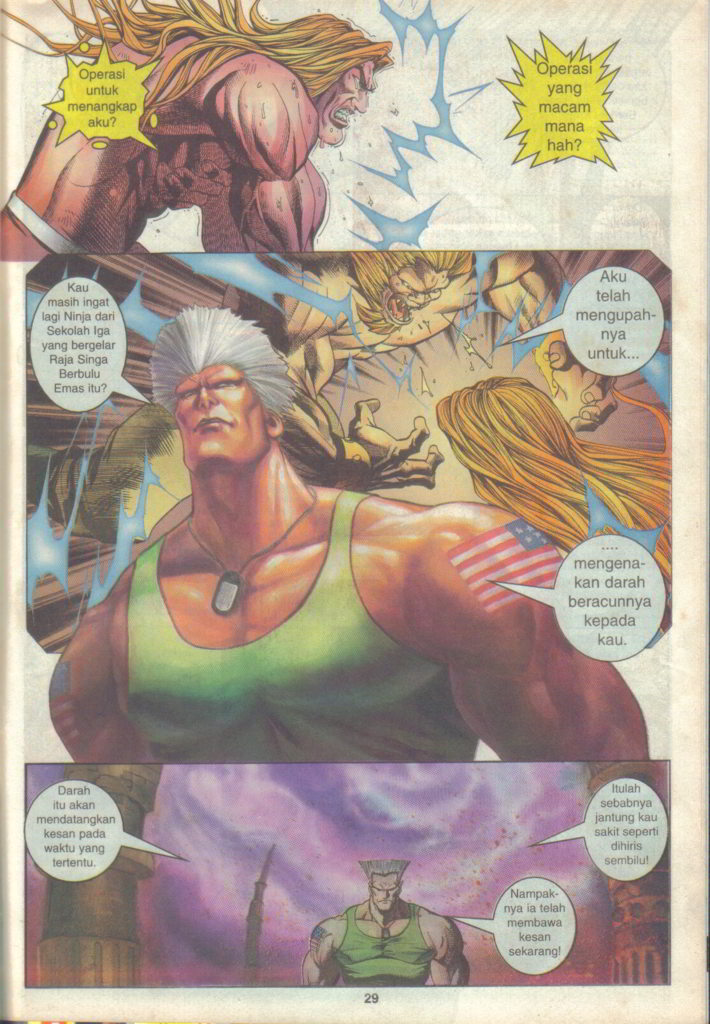 Operasi
untuk
menangkap
aku?
Operasi
yang
macam
mana
hah?
Kau
masih ingat
lagi Ninja dari
Sekolah Iga
yang bergelar
Raja Singa
Berbulu
Emas itu?
Aku
telah
mengupah-
nya
untuk...
....
mengena-
kan darah
beracunnya
kepada
kau.
Darah
itu akan
mendatangkan
kesan pada
waktu yang
tertentu.
Itulah
sebabnya
jantung kau
sakit seperti
dihiris
sembilu!
Nampak-
nya ia telah
membawa
kesan
sekarang!
29